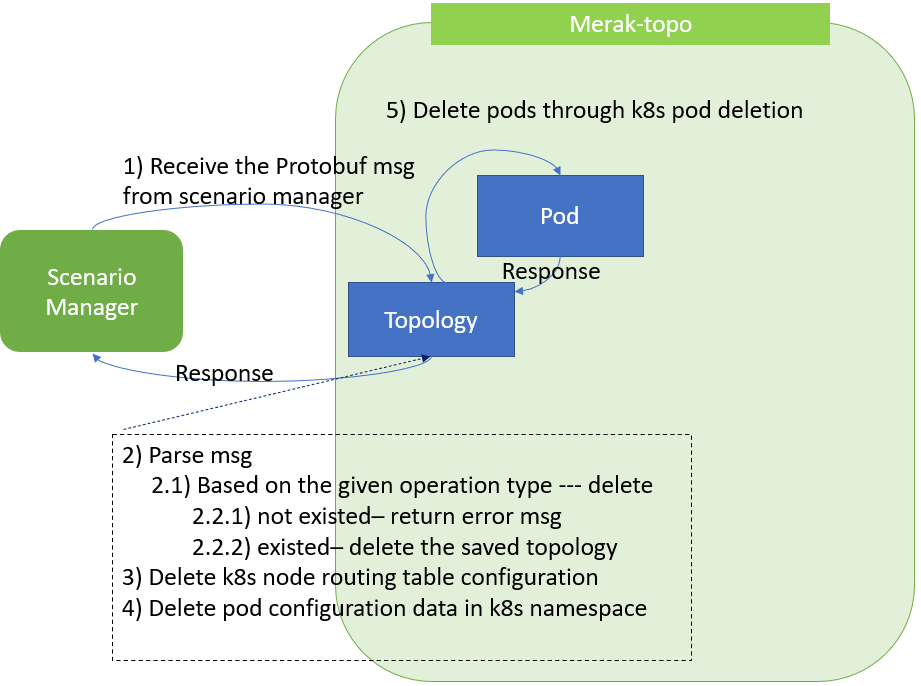 Merak-topo
5) Delete pods through k8s pod deletion
1) Receive the Protobuf msg
from scenario manager
Pod
Scenario
Manager
Response
Topology
Response
2) Parse msg
2.1) Based on the given operation type --- delete
2.2.1) not existed– return error msg
2.2.2) existed– delete the saved topology
3) Delete k8s node routing table configuration
4) Delete pod configuration data in k8s namespace